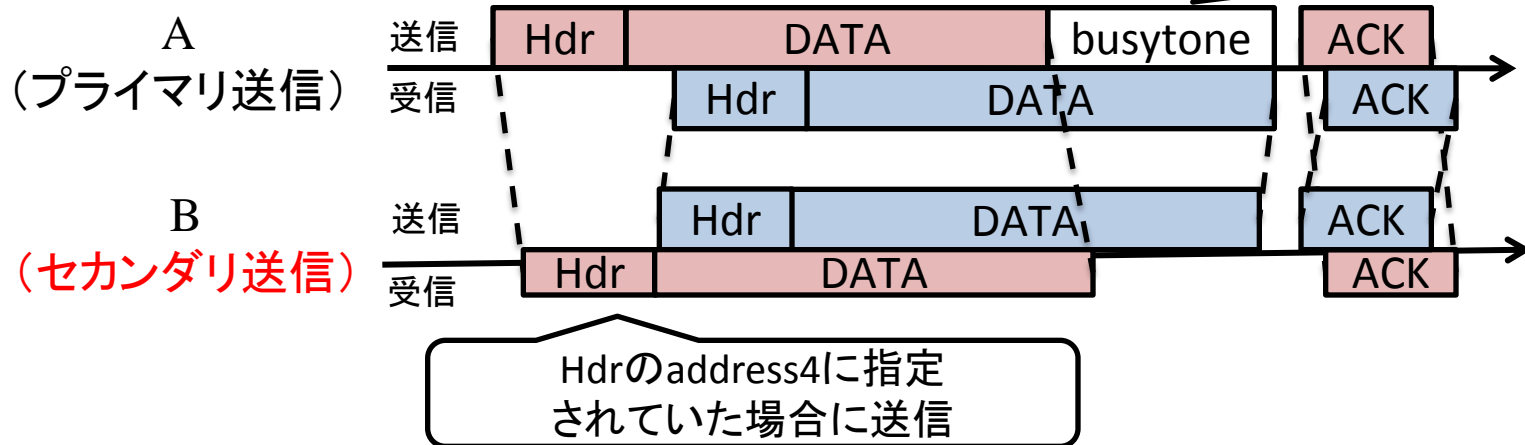 送信 Hdr DATA busytone ACK
A
(プライマリ送信)
受信 Hdr DATA ACK
送信 Hdr DATA ACK
B
(セカンダリ送信)
受信 Hdr DATA ACK
Hdrのaddress4に指定
されていた場合に送信